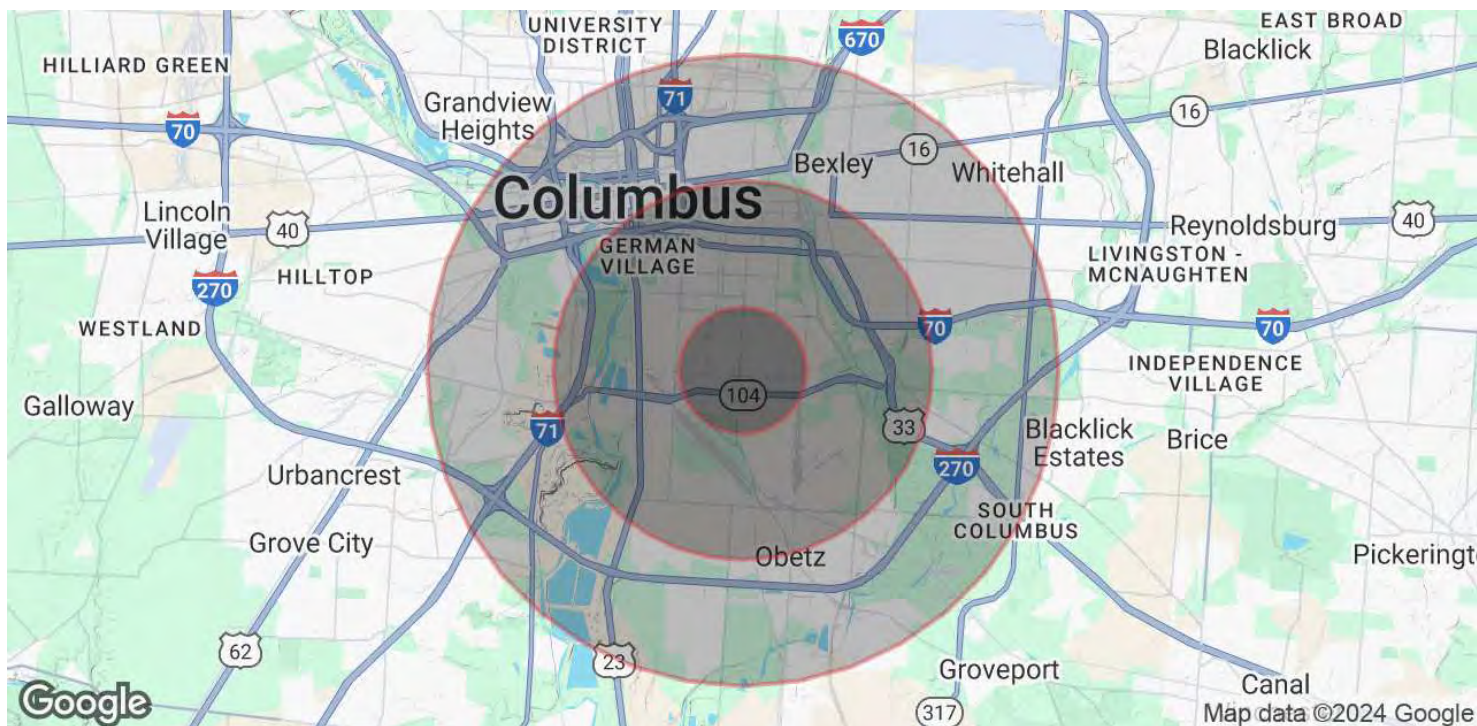 UNIVERSITY
DISTRICT
670
EAST BROAD
Blacklick
HILLIARD GREEN
71
Grandview
Heights
16
70
Bexley
16
Whitehall
Columbus
Lincoln
Village
40
Reynoldsburg
40
GERMAN
VILLAGE
LIVINGSTON -
MCNAUGHTEN
HILLTOP
270
WESTLAND
70
70
INDEPENDENCE
VILLAGE
104
Galloway
71
33
Blacklick
Estates
Brice
Urbancrest
270
SOUTH
COLUMBUS
Grove City
Obetz
Pickeringt
62
23
Groveport
Canal
317
Google
Map data ©2024 Google